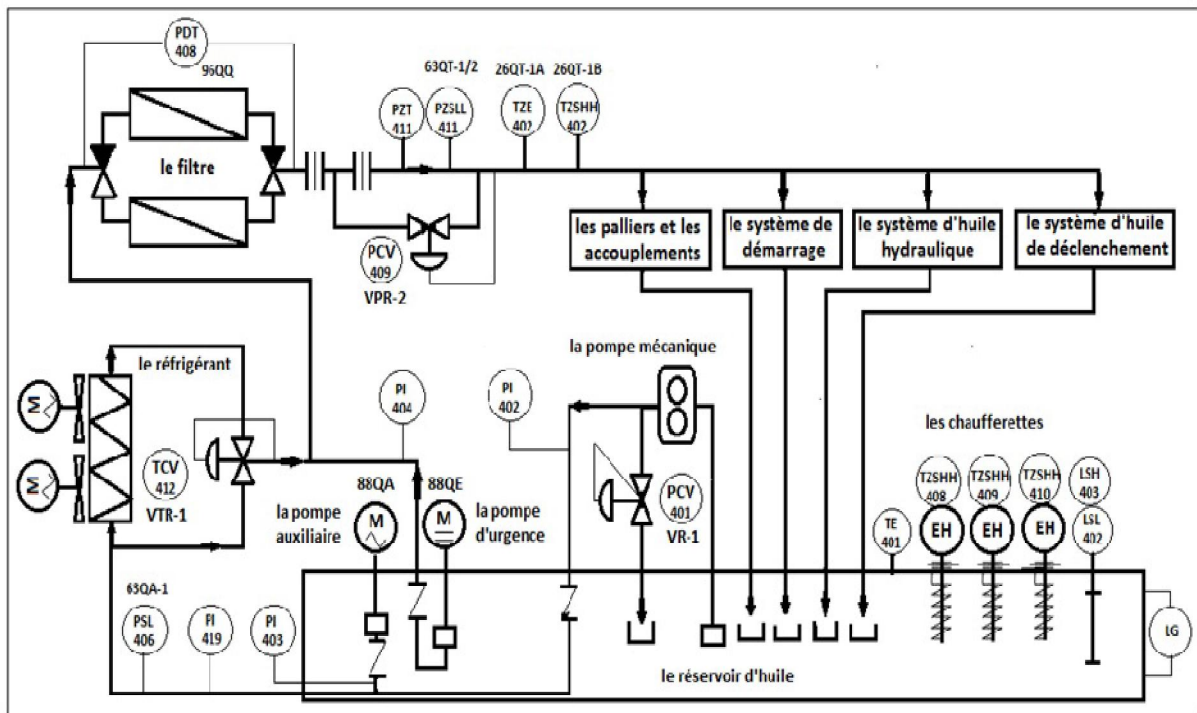 PDT
408
96QQ
le filtre
63QT-1/2
26QT-1A
26QT-1B
PZT
411
PZSLL
411
TZE
402
TZSHH
402
PCV
409
VPR-2
les palliers et les
accouplements
le système de
démarrage
le système d'huile
hydraulique
le système d'huile
de déclenchement
le réfrigérant
M
M
TCV
412
VTR-1
PI
404
PI
402
la pompe mécanique
PCV
401
VR-1
88QA
88QE
M
M
la pompe
auxiliaire
la pompe
d'urgence
les chaufferettes
TE
401
TZSHH
408
TZSHH
409
TZSHH
410
EH
EH
EH
LSH
403
LSL
402
LG
63QA-1
PSL
406
PI
419
PI
403
le réservoir d'huile